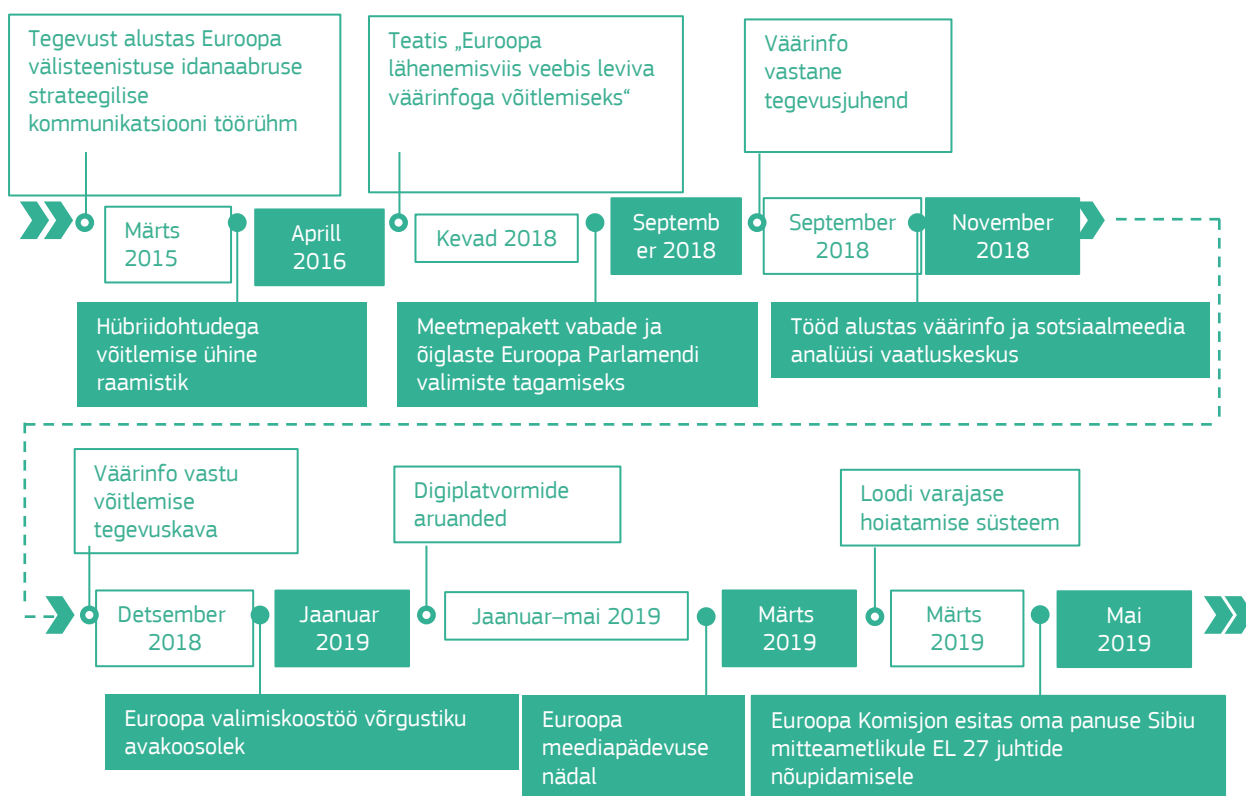 Tegevust alustas Euroopa
välisteenistuse idanaabruse
strateegilise
kommunikatsiooni töörühm
Teatis „Euroopa
lähenemisviis veebis leviva
väärinfoga võitlemiseks“
Väärinfo
vastane
tegevusjuhend
Märts
2015
Aprill
2016
Kevad 2018
Septemb
er 2018
September
2018
November
2018
Hübriidohtudega
võitlemise ühine
raamistik
Meetmepakett vabade ja
õiglaste Euroopa Parlamendi
valimiste tagamiseks
Tööd alustas väärinfo ja sotsiaalmeedia
analüüsi vaatluskeskus
Väärinfo vastu
võitlemise
tegevuskava
Digiplatvormide
aruanded
Loodi varajase
hoiatamise süsteem
Detsember
2018
Jaanuar
2019
Jaanuar–mai 2019
Märts
2019
Märts
2019
Mai
2019
Euroopa valimiskoostöö võrgustiku
avakoosolek
Euroopa
meediapädevuse
nädal
Euroopa Komisjon esitas oma panuse Sibiu
mitteametlikule EL 27 juhtide
nõupidamisele